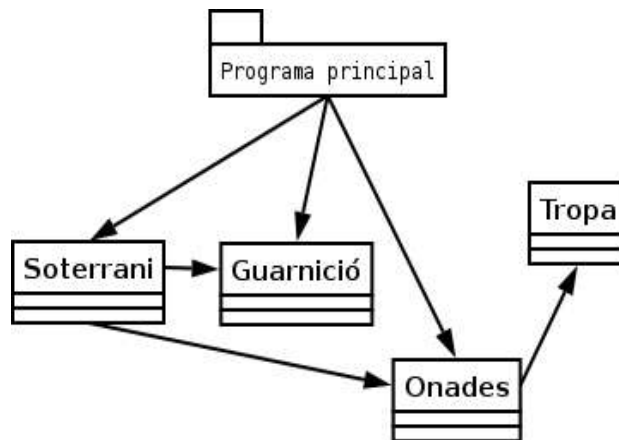 Programa principal
Tropa
Soterrani
Guarnició
Onades